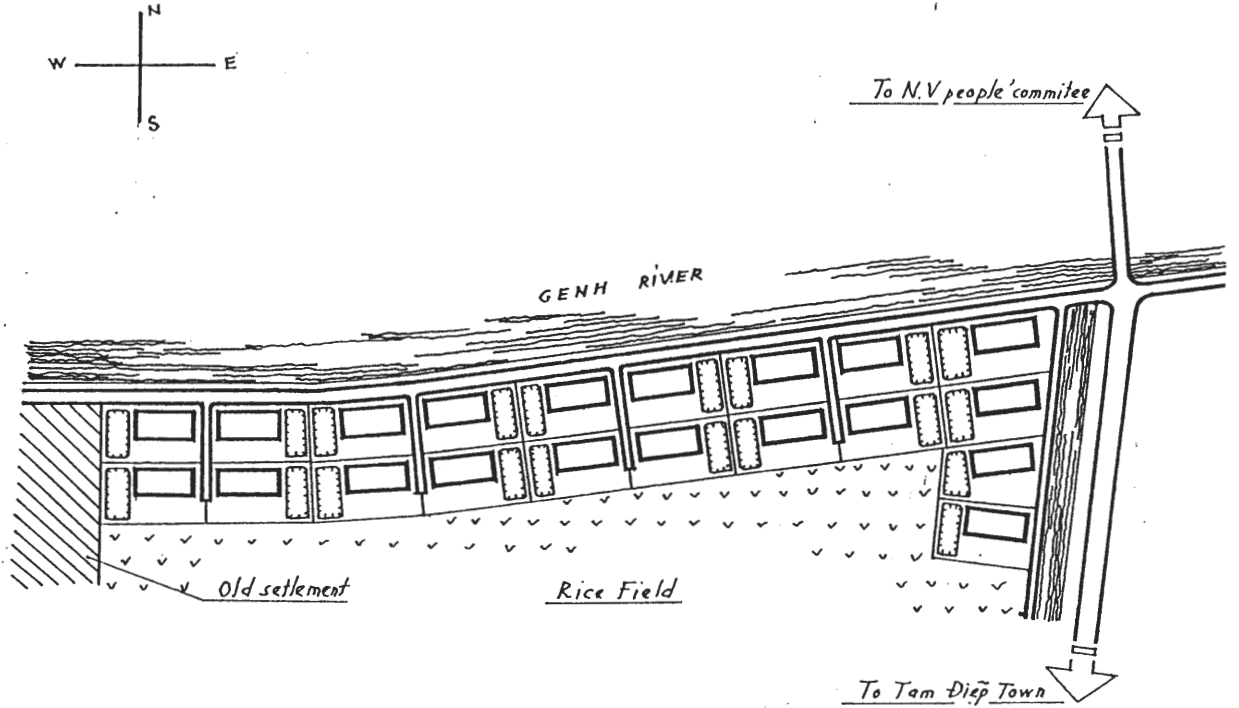 N
W E
S
To N.V people'commitee
GENH RIVER
Old setlement
Rice Field
To Tam Điệp Town